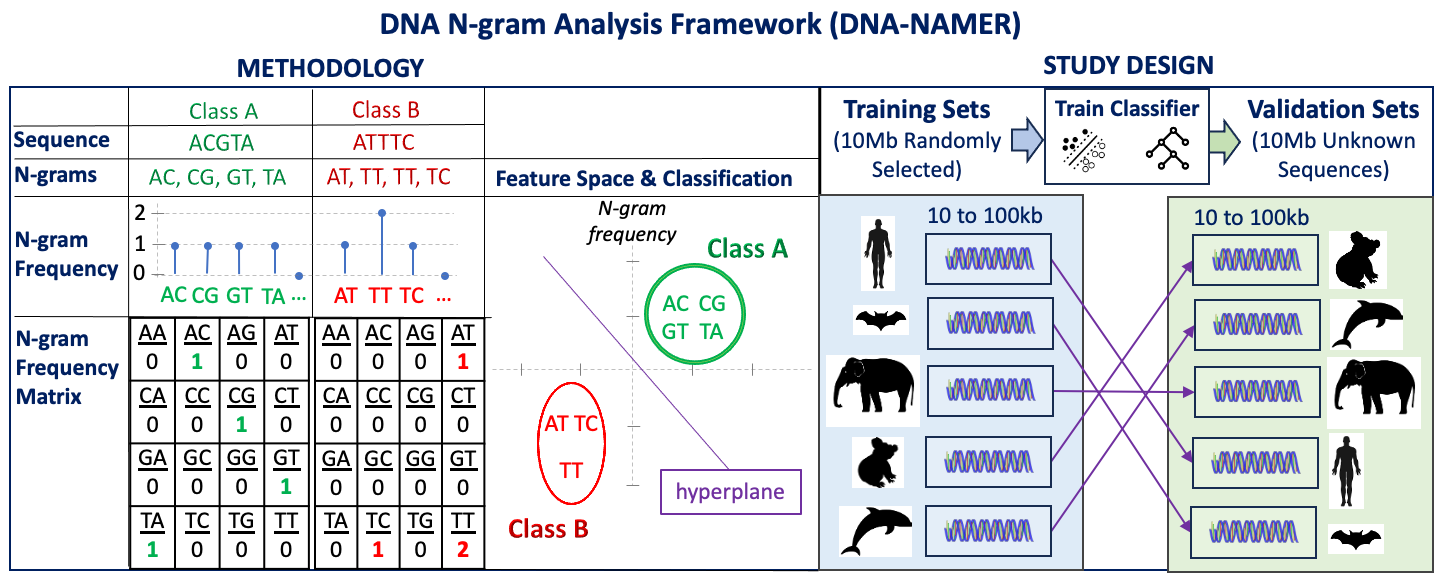 DNA N-gram Analysis Framework (DNA-NAMER)
METHODOLOGY
Class A Class B
Sequence ACGTA ATTTC
N-grams AC, CG, GT, TA AT, TT, TT, TC
N-gram
Frequency
2
1
0
AC CG GT TA ... AT TT TC ...
N-gram
Frequency
Matrix
AA AC AG AT AA AC AG AT
0 1 0 0 0 0 0 1
CA CC CG CT CA CC CG CT
0 0 1 0 0 0 0 0
GA GC GG GT GA GC GG GT
0 0 0 1 0 0 0 0
TA TC TG TT TA TC TG TT
1 0 0 0 0 1 0 2
Feature Space & Classification
N-gram
frequency
Class A
AC CG
GT TA
AT TC
TT
hyperplane
Class B
STUDY DESIGN
Training Sets
(10Mb Randomly
Selected)
Train Classifier
Validation Sets
(10Mb Unknown
Sequences)
10 to 100kb
10 to 100kb